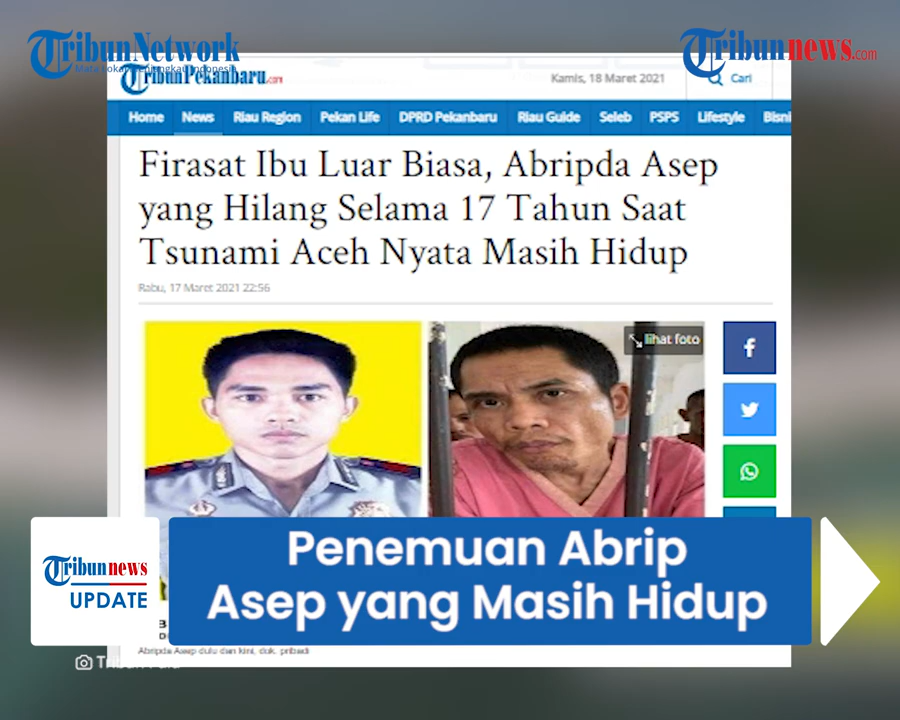 TribunNetwork
Tribunnews.com
TribunPekanbaru.com
Kamis, 18 Maret 2021
Cari
Home News Riau Region Pekan Life DPRD Pekanbaru Riau Guide Seleb PSPS Lifestyle Bisni
Firasat Ibu Luar Biasa, Abripda Asep
yang Hilang Selama 17 Tahun Saat
Tsunami Aceh Nyata Masih Hidup
Rabu, 17 Maret 2021 22:56
lihat foto
Tribunnews
UPDATE
Penemuan Abrip
Asep yang Masih Hidup
Abripda Asep dulu dan kini, dok. pribadi